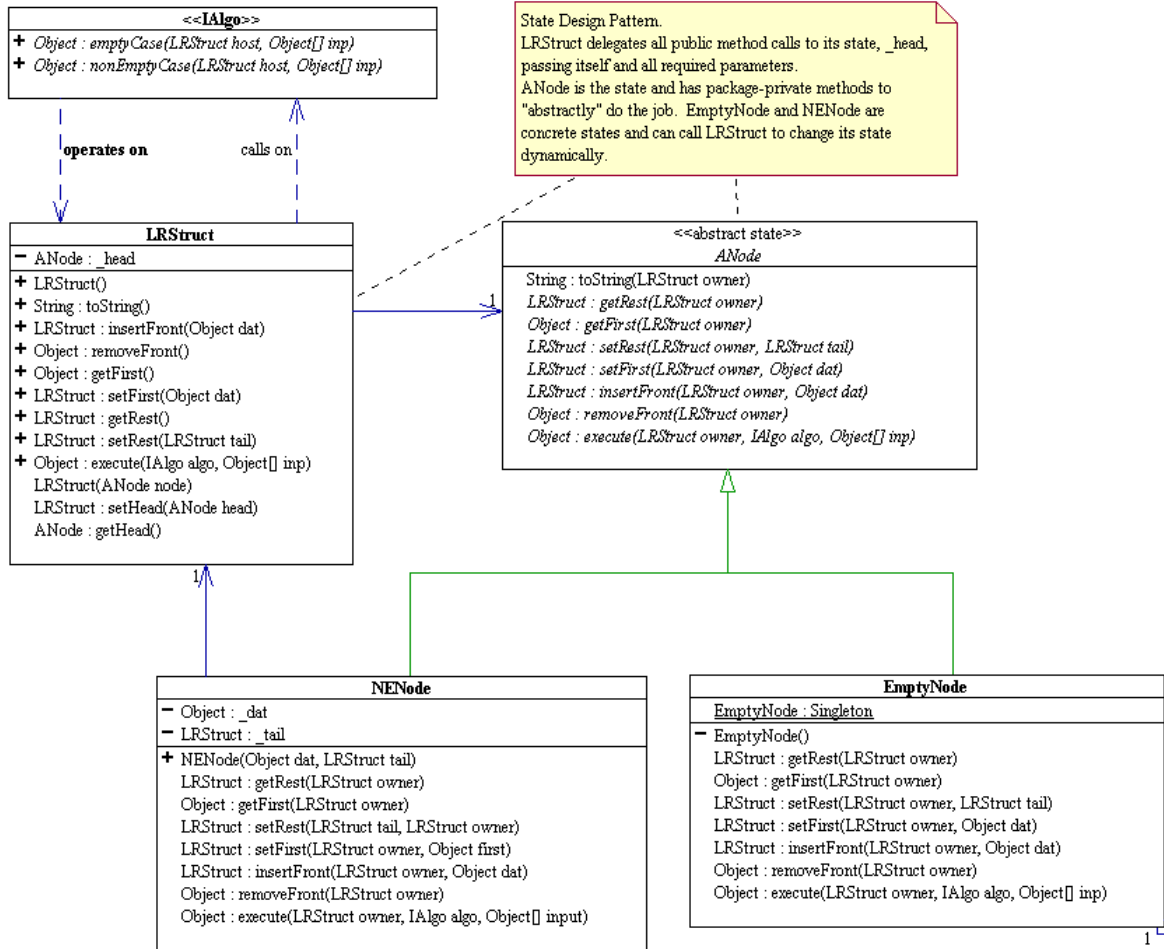 <<IAlgo>>
+ Object : emptyCase(LRStruct host, Object[] inp)
+ Object : nonEmptyCase(LRStruct host, Object[] inp)
State Design Pattern.
LRStruct delegates all public method calls to its state, _head,
passing itself and all required parameters.
ANode is the state and has package-private methods to
"abstractly" do the job. EmptyNode and NENode are
concrete states and can call LRStruct to change its state
dynamically.
operates on
calls on
LRStruct
- ANode : _head
+ LRStruct()
+ String : toString()
+ LRStruct : insertFront(Object dat)
+ Object : removeFront()
+ Object : getFirst()
+ LRStruct : setFirst(Object dat)
+ LRStruct : getRest()
+ LRStruct : setRest(LRStruct tail)
+ Object : execute(IAlgo algo, Object[] inp)
LRStruct(ANode node)
LRStruct : setHead(ANode head)
ANode : getHead()
1
<<abstract state>>
ANode
String : toString(LRStruct owner)
LRStruct : getRest(LRStruct owner)
Object : getFirst(LRStruct owner)
LRStruct : setRest(LRStruct owner, LRStruct tail)
LRStruct : setFirst(LRStruct owner, Object dat)
LRStruct : insertFront(LRStruct owner, Object dat)
Object : removeFront(LRStruct owner)
Object : execute(LRStruct owner, IAlgo algo, Object[] inp)
1
NENode
- Object : _dat
- LRStruct : _tail
+ NENode(Object dat, LRStruct tail)
LRStruct : getRest(LRStruct owner)
Object : getFirst(LRStruct owner)
LRStruct : setRest(LRStruct tail, LRStruct owner)
LRStruct : setFirst(LRStruct owner, Object first)
LRStruct : insertFront(LRStruct owner, Object dat)
Object : removeFront(LRStruct owner)
Object : execute(LRStruct owner, IAlgo algo, Object[] input)
EmptyNode
EmptyNode : Singleton
- EmptyNode()
LRStruct : getRest(LRStruct owner)
Object : getFirst(LRStruct owner)
LRStruct : setRest(LRStruct owner, LRStruct tail)
LRStruct : setFirst(LRStruct owner, Object dat)
LRStruct : insertFront(LRStruct owner, Object dat)
Object : removeFront(LRStruct owner)
Object : execute(LRStruct owner, IAlgo algo, Object[] inp)
1